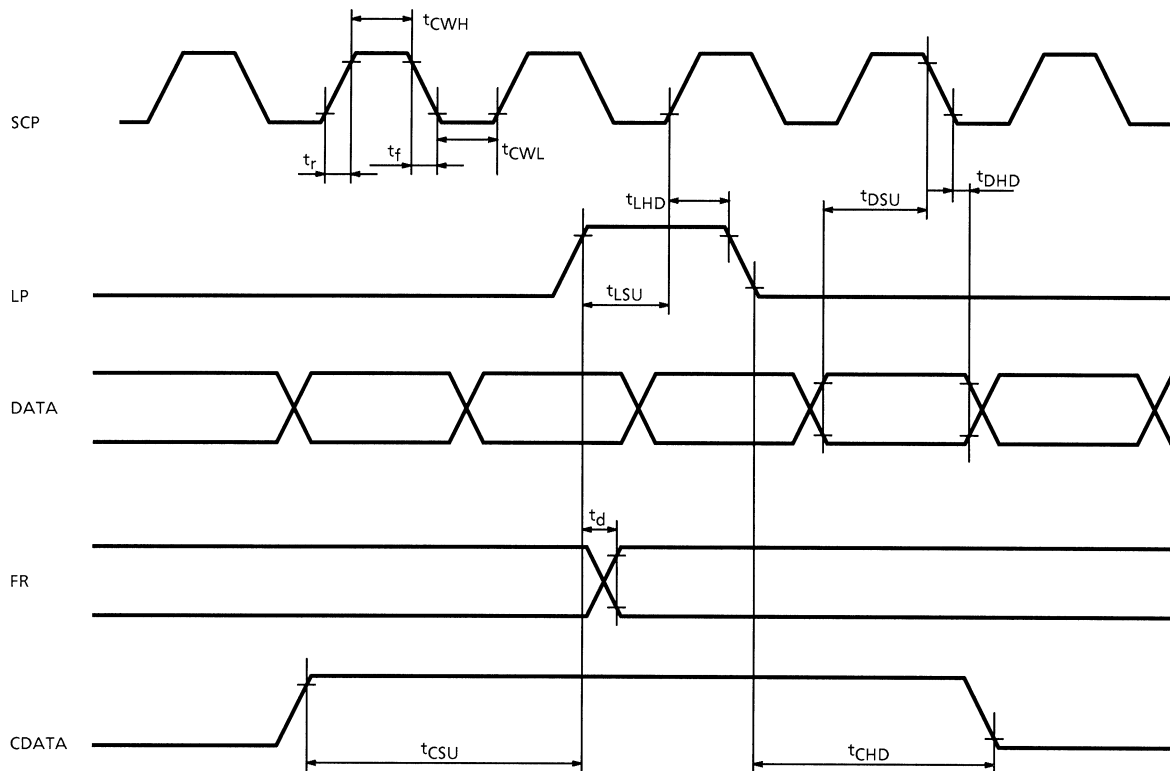 tCWH
SCP
tr
tf
tCWL
tDHD
tLHD
tDSU
LP
tLSU
DATA
td
FR
CDATA
tCSU
tCHD